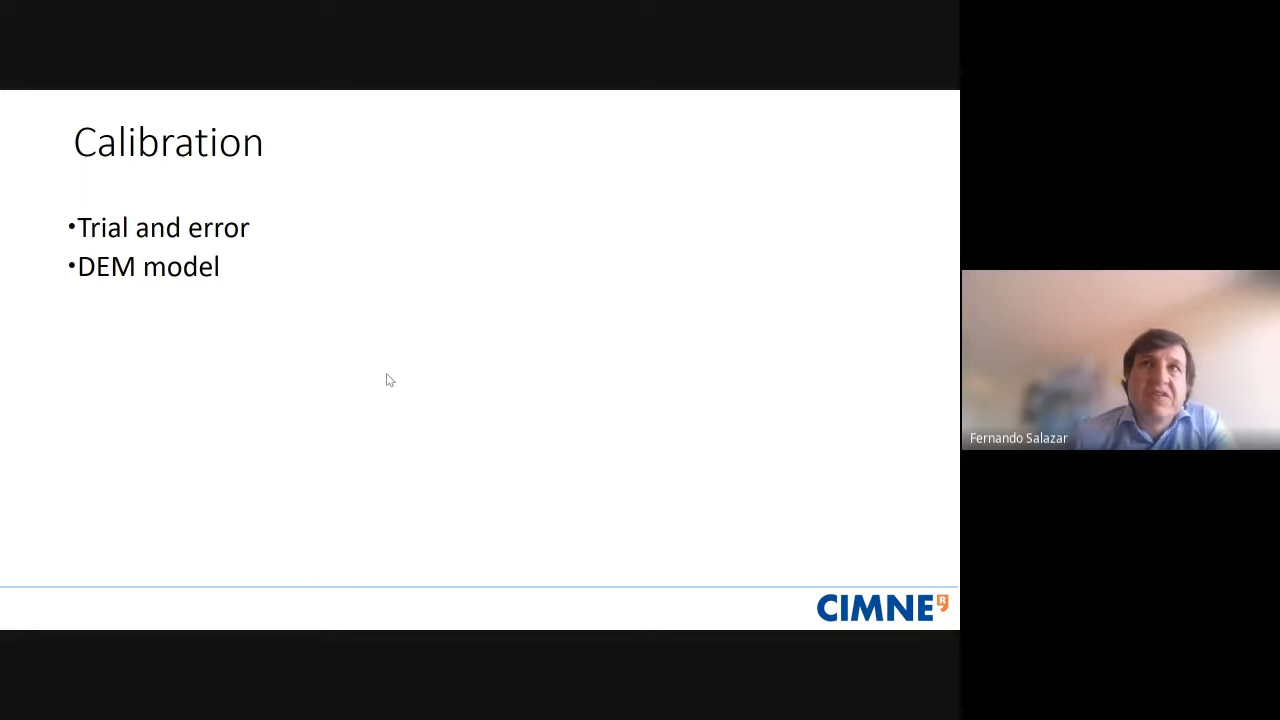 Calibration
•Trial and error
•DEM model
Fernando Salazar
CIMNE R